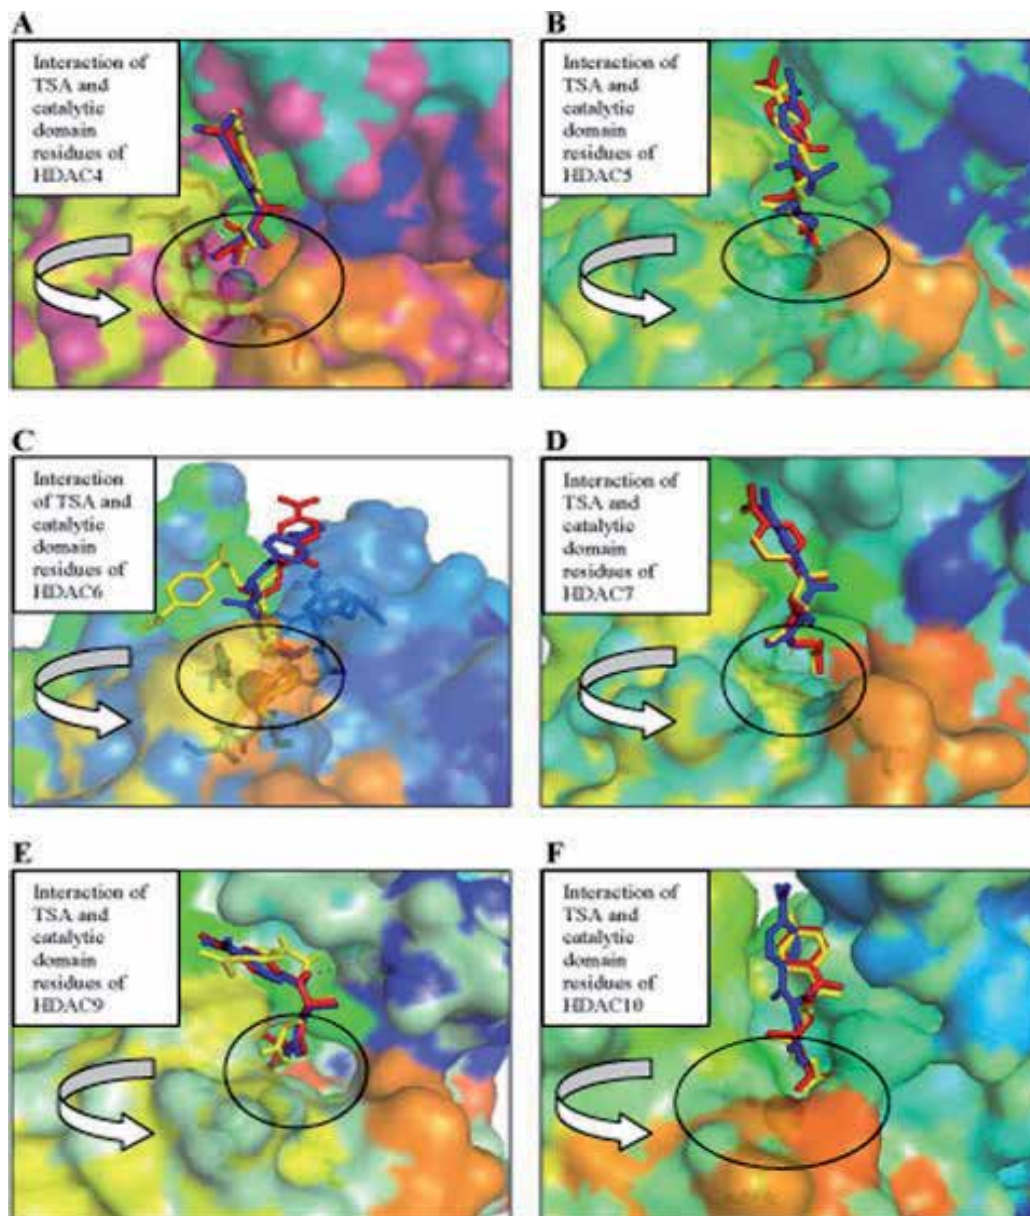 A
Interaction of
TSA and
catalytic
domain
residues of
HDAC4
B
Interaction of
TSA and
catalytic
domain
residues of
HDAC5
C
Interaction
of TSA and
catalytic
domain
residues of
HDAC6
D
Interaction of
TSA and
catalytic
domain
residues of
HDAC7
E
Interaction of
TSA and
catalytic
domain
residues of
HDAC9
F
Interaction of
TSA and
catalytic
domain
residues of
HDAC10